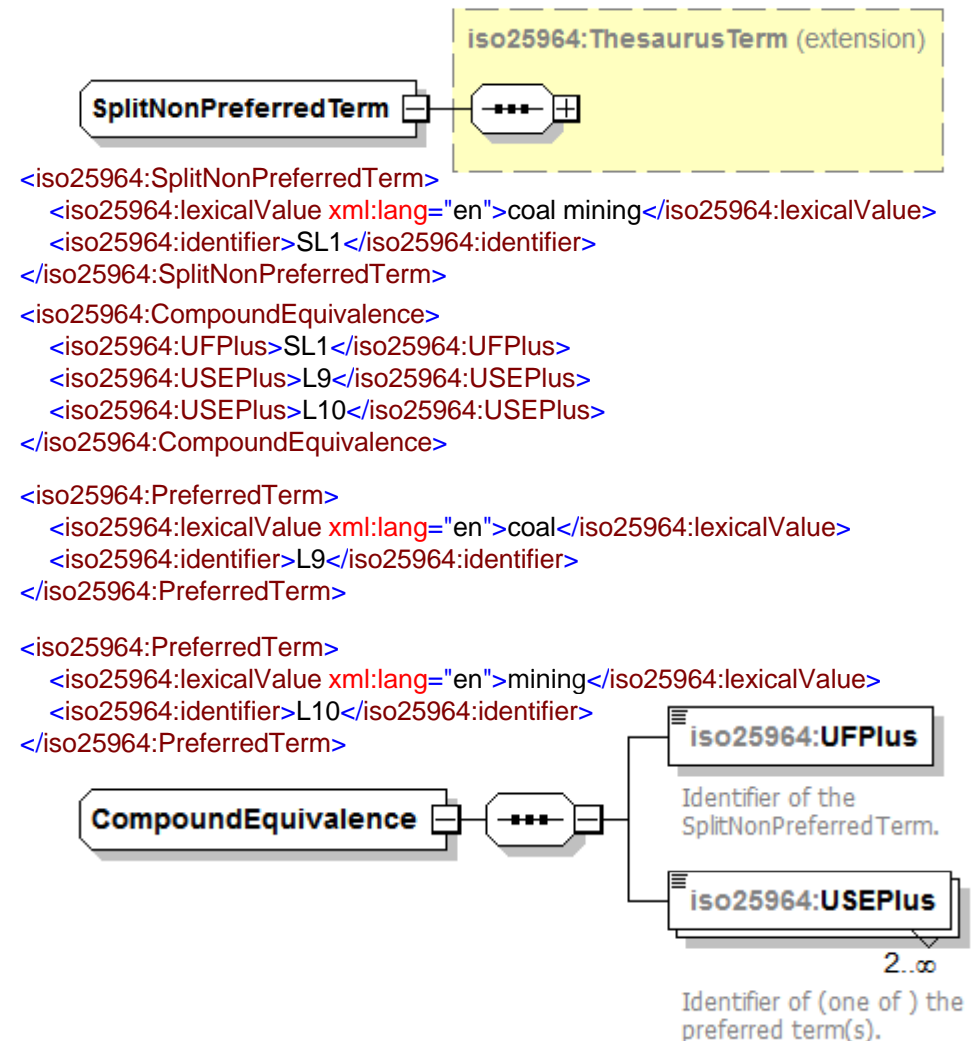 iso25964:ThesaurusTerm (extension)
SplitNonPreferredTerm
<iso25964:SplitNonPreferredTerm>
<iso25964:lexicalValue xml:lang="en">coal mining</iso25964:lexicalValue>
<iso25964:identifier>SL1</iso25964:identifier>
</iso25964:SplitNonPreferredTerm>
<iso25964:CompoundEquivalence>
<iso25964:UFPlus>SL1</iso25964:UFPlus>
<iso25964:USEPlus>L9</iso25964:USEPlus>
<iso25964:USEPlus>L10</iso25964:USEPlus>
</iso25964:CompoundEquivalence>
<iso25964:PreferredTerm>
<iso25964:lexicalValue xml:lang="en">coal</iso25964:lexicalValue>
<iso25964:identifier>L9</iso25964:identifier>
</iso25964:PreferredTerm>
<iso25964:PreferredTerm>
<iso25964:lexicalValue xml:lang="en">mining</iso25964:lexicalValue>
<iso25964:identifier>L10</iso25964:identifier>
</iso25964:PreferredTerm>
iso25964:UFPlus
Identifier of the
SplitNonPreferredTerm.
CompoundEquivalence
iso25964:USEPlus
2..∞
Identifier of (one of ) the
preferred term(s).